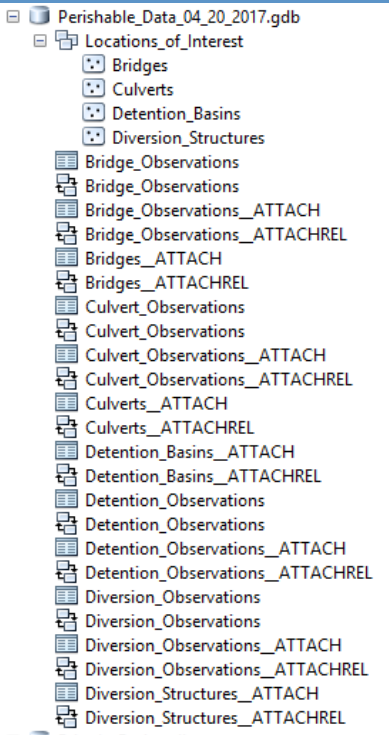 Perishable_Data_04_20_2017.gdb
Locations_of_Interest
Bridges
Culverts
Detention_Basins
Diversion_Structures
Bridge_Observations
Bridge_Observations
Bridge_Observations__ATTACH
Bridge_Observations__ATTACHREL
Bridges__ATTACH
Bridges__ATTACHREL
Culvert_Observations
Culvert_Observations
Culvert_Observations__ATTACH
Culvert_Observations__ATTACHREL
Culverts__ATTACH
Culverts__ATTACHREL
Detention_Basins__ATTACH
Detention_Basins__ATTACHREL
Detention_Observations
Detention_Observations
Detention_Observations__ATTACH
Detention_Observations__ATTACHREL
Diversion_Observations
Diversion_Observations
Diversion_Observations__ATTACH
Diversion_Observations__ATTACHREL
Diversion_Structures__ATTACH
Diversion_Structures__ATTACHREL